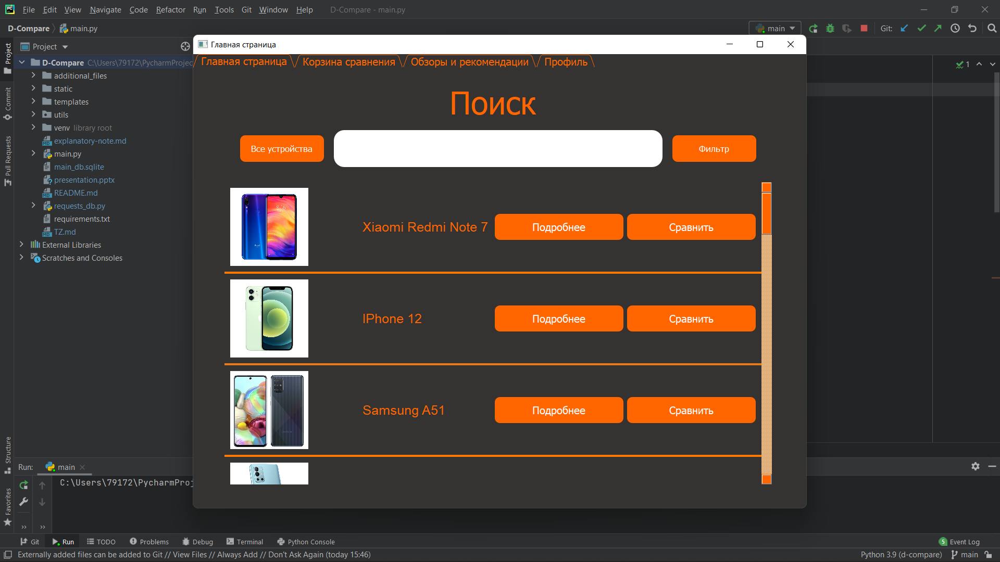 File Edit View Navigate Code Refactor Run Tools Git Window Help D-Compare - main.py
D-Compare main.py main Git:
Project
Главная страница
Главная страница Корзина сравнения Обзоры и рекомендации Профиль
D-Compare C:\Users\79172\PycharmProjec
additional_files
static
templates
utils
venv library root
explanatory-note.md
main.py
main_db.sqlite
presentation.pptx
README.md
requests_db.py
requirements.txt
TZ.md
External Libraries
Scratches and Consoles
Project
Commit
Pull Requests
Structure
Favorites
1
Поиск
Все устройства
Фильтр
Xiaomi Redmi Note 7 Подробнее Сравнить
IPhone 12 Подробнее Сравнить
Samsung A51 Подробнее Сравнить
Run: main
C:\Users\79172\PycharmProj
Git Run TODO Problems Debug Terminal Python Console 5 Event Log
Externally added files can be added to Git // View Files // Always Add // Don't Ask Again (today 15:46) Python 3.9 (d-compare) main